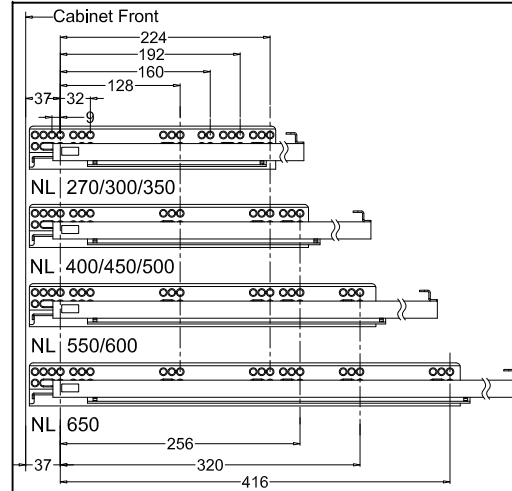 Cabinet Front
224
192
160
128
37 32
9
NL 270/300/350
NL 400/450/500
NL 550/600
NL 650
256
37 320
416